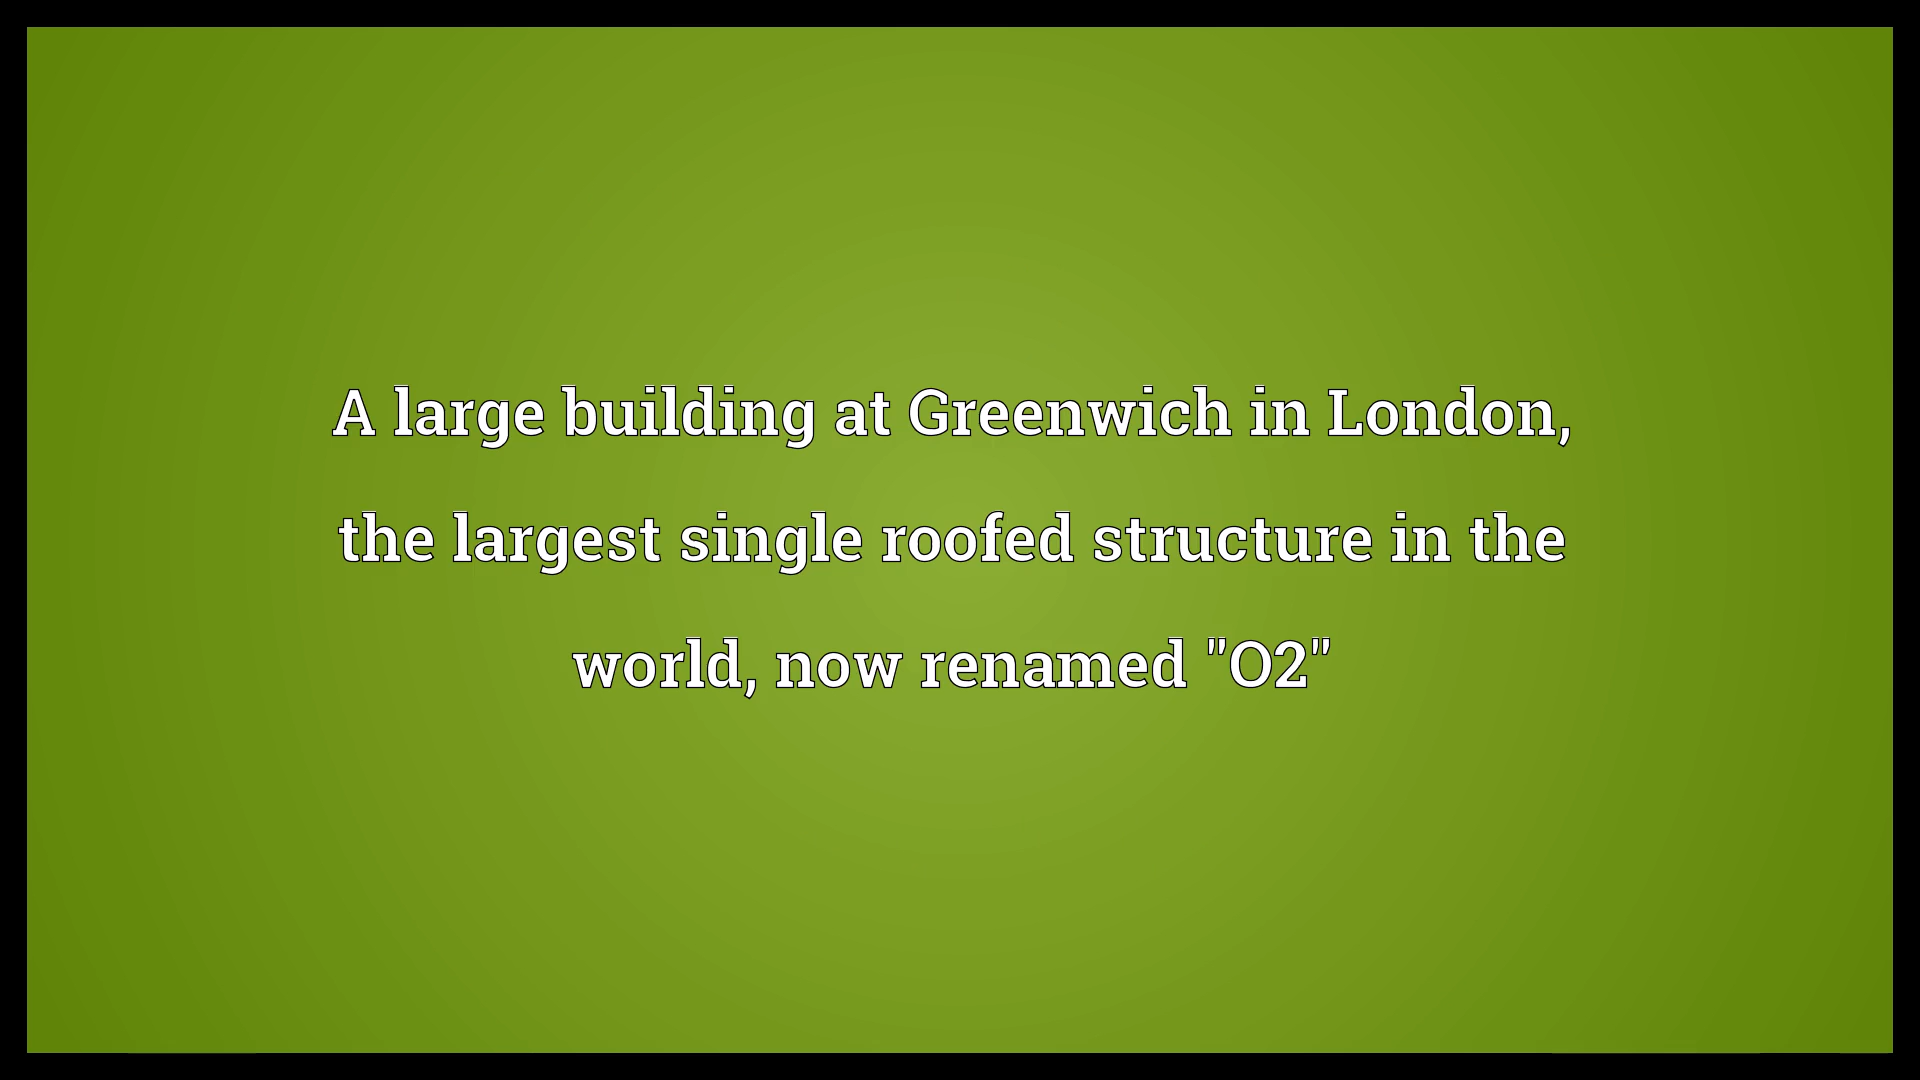 A large building at Greenwich in London,
the largest single roofed structure in the
world, now renamed "O2"